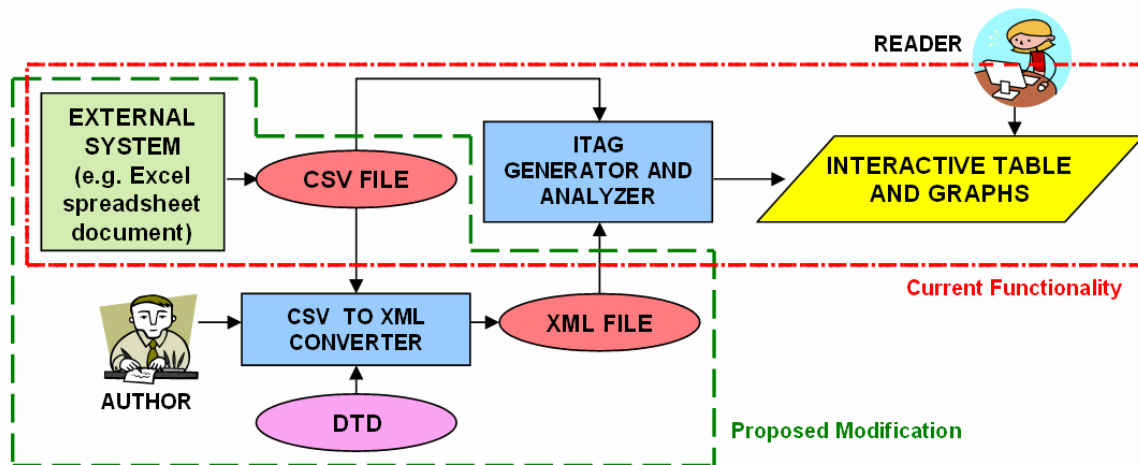 READER
EXTERNAL
SYSTEM
(e.g. Excel
spreadsheet
document)
CSV FILE
ITAG
GENERATOR AND
ANALYZER
INTERACTIVE TABLE
AND GRAPHS
Current Functionality
CSV TO XML
CONVERTER
XML FILE
AUTHOR
DTD
Proposed Modification